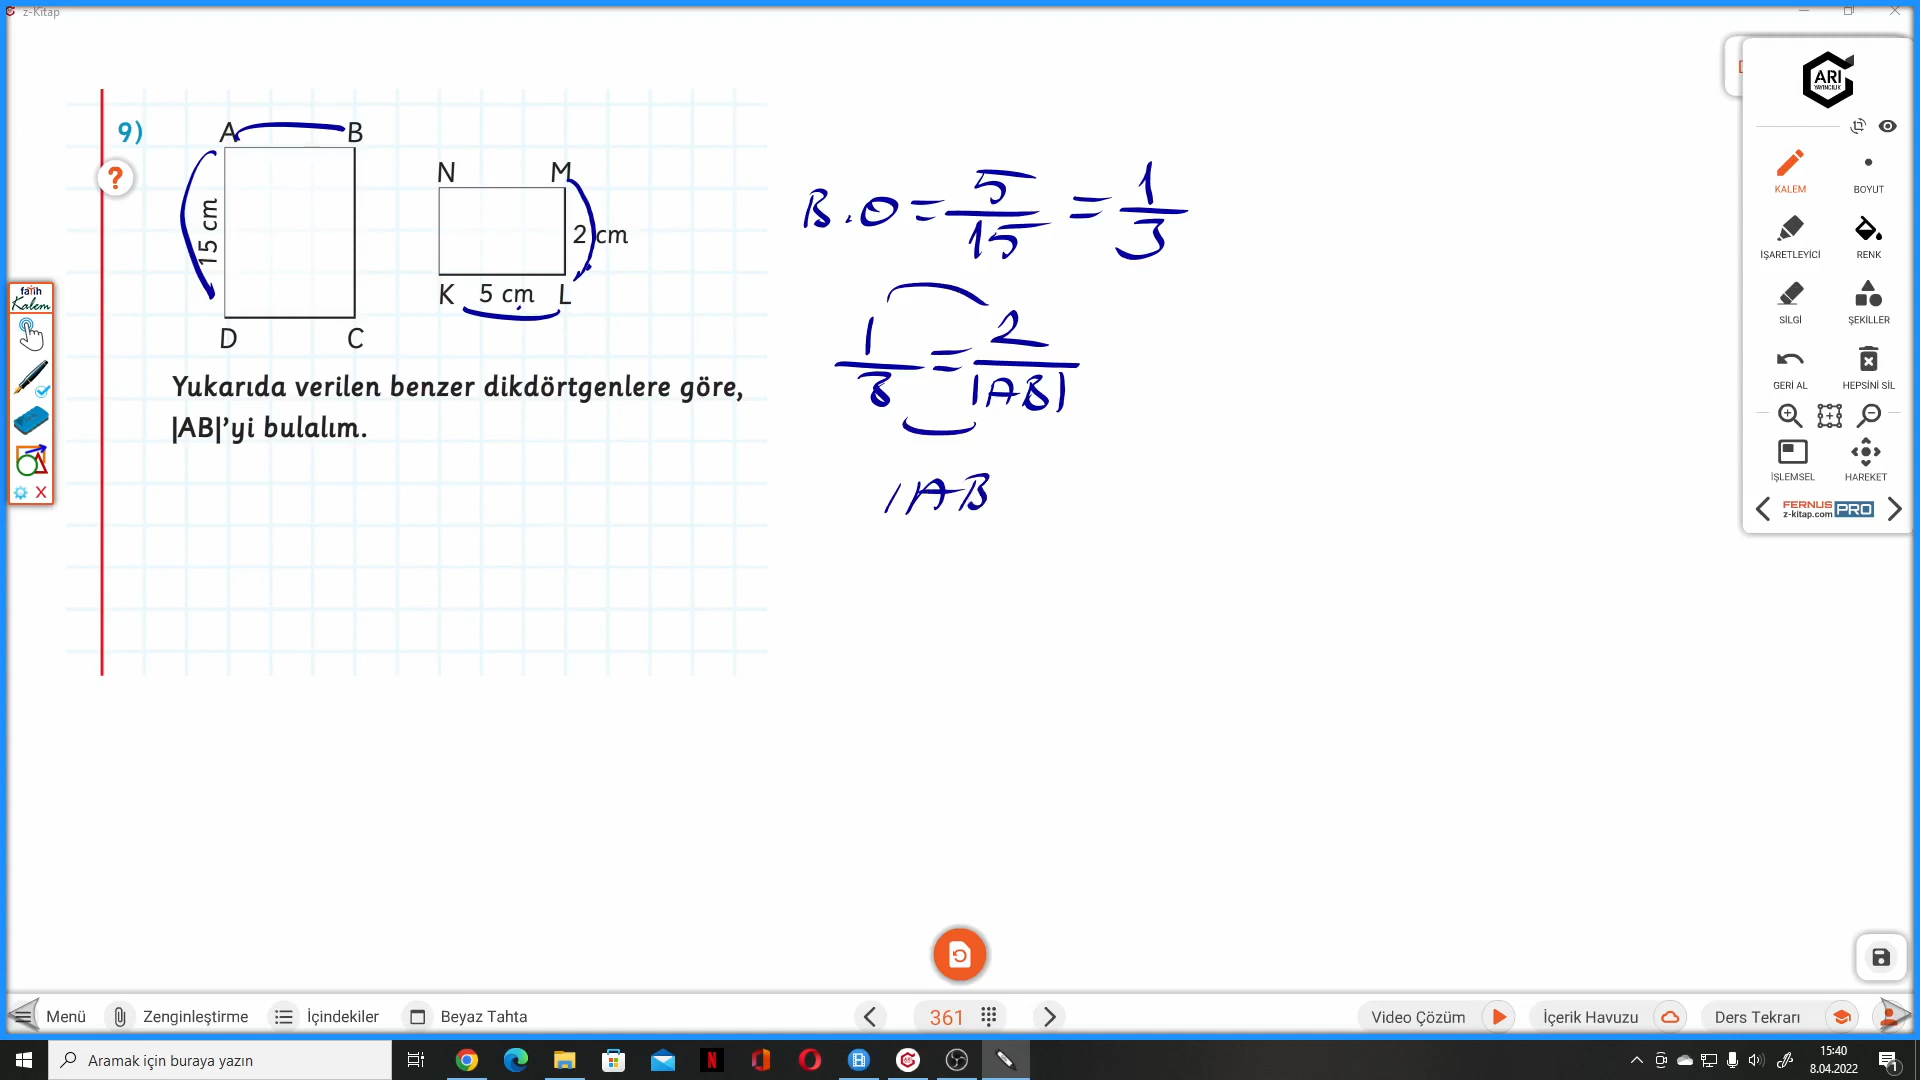 z-Kitap
9)
A B
15 cm
D C
N M
2 cm
K 5 cm L
Yukarıda verilen benzer dikdörtgenlere göre,
|AB|'yi bulalım.
B.O = 5/15 = 1/3
1/3 = 2/|AB|
|AB
fatih
Kalem
ARI
YAYINCILIK
KALEM BOYUT
İŞARETLEYİCİ RENK
SİLGİ ŞEKİLLER
GERİ AL HEPSİNİ SİL
İŞLEMSEL HAREKET
FERNUS
z-kitap.com PRO
Menü Zenginleştirme İçindekiler Beyaz Tahta 361 Video Çözüm İçerik Havuzu Ders Tekrarı
Aramak için buraya yazın
15:40
8.04.2022
1